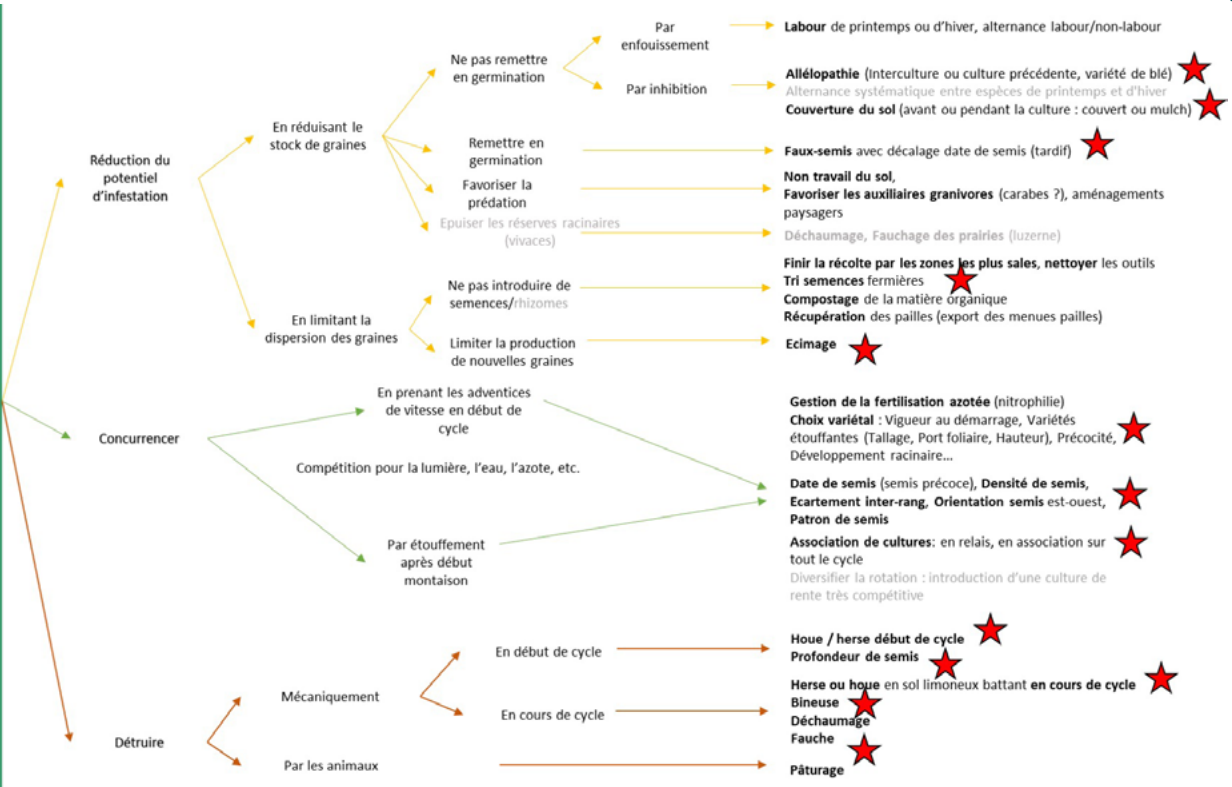 Réduction du
potentiel
d’infestation
En réduisant le
stock de graines
Ne pas remettre
en germination
Par
enfouissement
Labour de printemps ou d’hiver, alternance labour/non-labour
Par inhibition
Allélopathie (Interculture ou culture précédente, variété de blé)
Alternance systématique entre espèces de printemps et d’hiver
Couverture du sol (avant ou pendant la culture : couvert ou mulch)
Remettre en
germination
Faux-semis avec décalage date de semis (tardif)
Favoriser la
prédation
Non travail du sol,
Favoriser les auxiliaires granivores (carabes ?), aménagements
paysagers
Epuiser les réserves racinaires
(vivaces)
Déchaumage, Fauchage des prairies (luzerne)
En limitant la
dispersion des graines
Ne pas introduire de
semences/rhizomes
Finir la récolte par les zones les plus sales, nettoyer les outils
Tri semences fermières
Compostage de la matière organique
Récupération des pailles (export des menues pailles)
Limiter la production
de nouvelles graines
Ecimage
Concurrencer
En prenant les adventices
de vitesse en début de
cycle
Compétition pour la lumière, l’eau, l’azote, etc.
Par étouffement
après début
montaison
Gestion de la fertilisation azotée (nitrophilie)
Choix variétal : Vigueur au démarrage, Variétés
étouffantes (Tallage, Port foliaire, Hauteur), Précocité,
Développement racinaire…
Date de semis (semis précoce), Densité de semis,
Ecartement inter-rang, Orientation semis est-ouest,
Patron de semis
Association de cultures: en relais, en association sur
tout le cycle
Diversifier la rotation : introduction d’une culture de
rente très compétitive
Détruire
Mécaniquement
En début de cycle
Houe / herse début de cycle
Profondeur de semis
En cours de cycle
Herse ou houe en sol limoneux battant en cours de cycle
Bineuse
Déchaumage
Fauche
Par les animaux
Pâturage